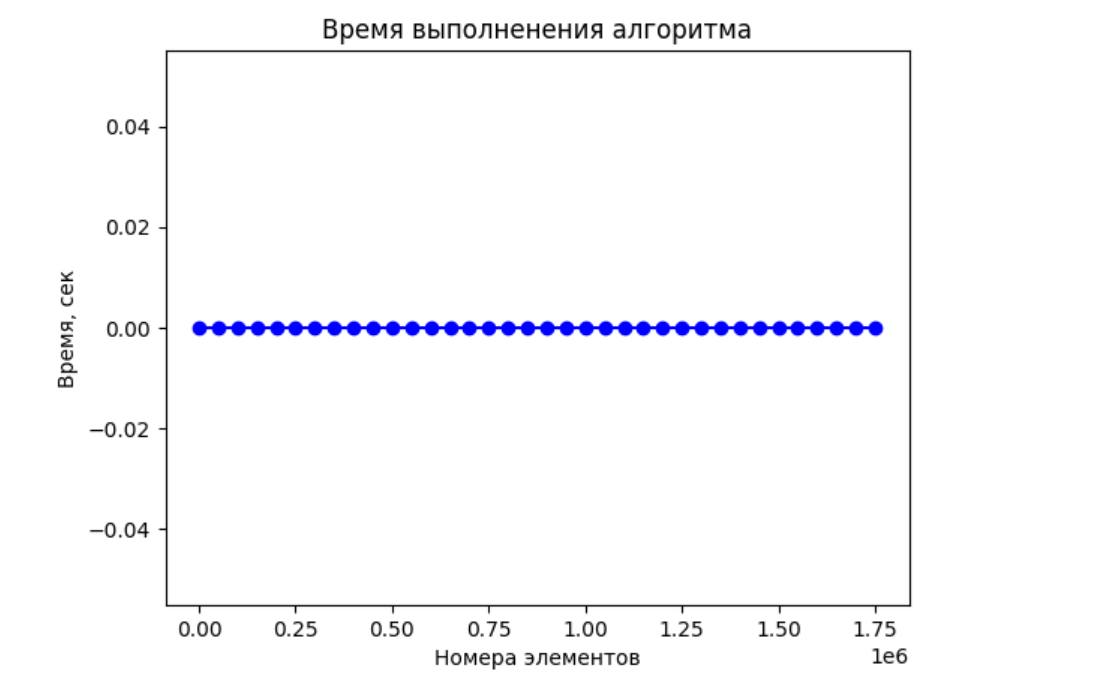 Время выполненения алгоритма
0.04
0.02
0.00
−0.02
−0.04
Время, сек
0.00 0.25 0.50 0.75 1.00 1.25 1.50 1.75
1e6
Номера элементов